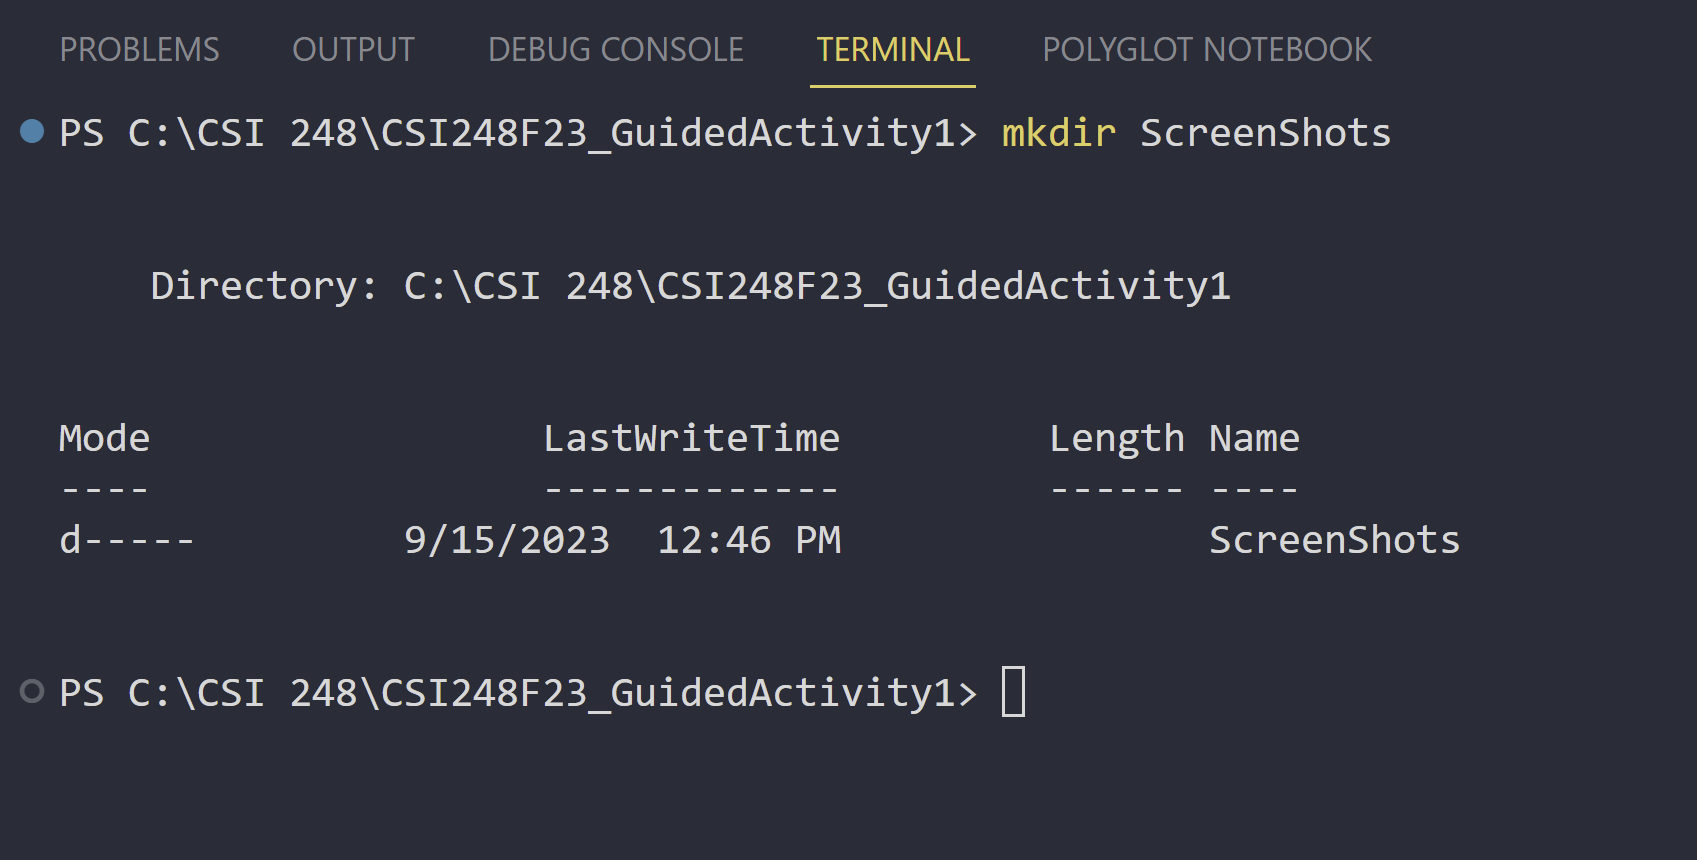 PROBLEMS OUTPUT DEBUG CONSOLE TERMINAL POLYGLOT NOTEBOOK
PS C:\CSI 248\CSI248F23_GuidedActivity1> mkdir ScreenShots
Directory: C:\CSI 248\CSI248F23_GuidedActivity1
Mode LastWriteTime Length Name
---- ------------- ------ ----
d----- 9/15/2023 12:46 PM ScreenShots
PS C:\CSI 248\CSI248F23_GuidedActivity1>